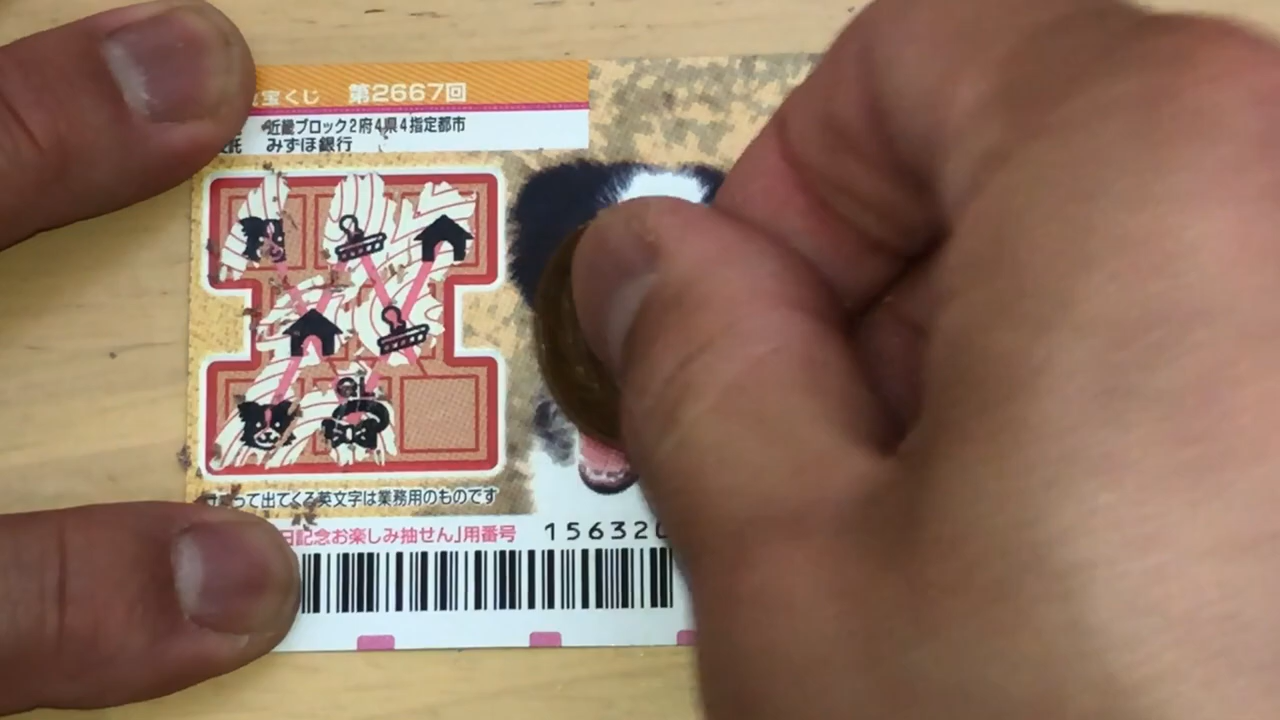 宝くじ 第2667回
近畿ブロック2府4県4指定都市
託 みずほ銀行
QL
って出てくる英文字は業務用のものです
日記念お楽しみ抽せん」用番号 156320